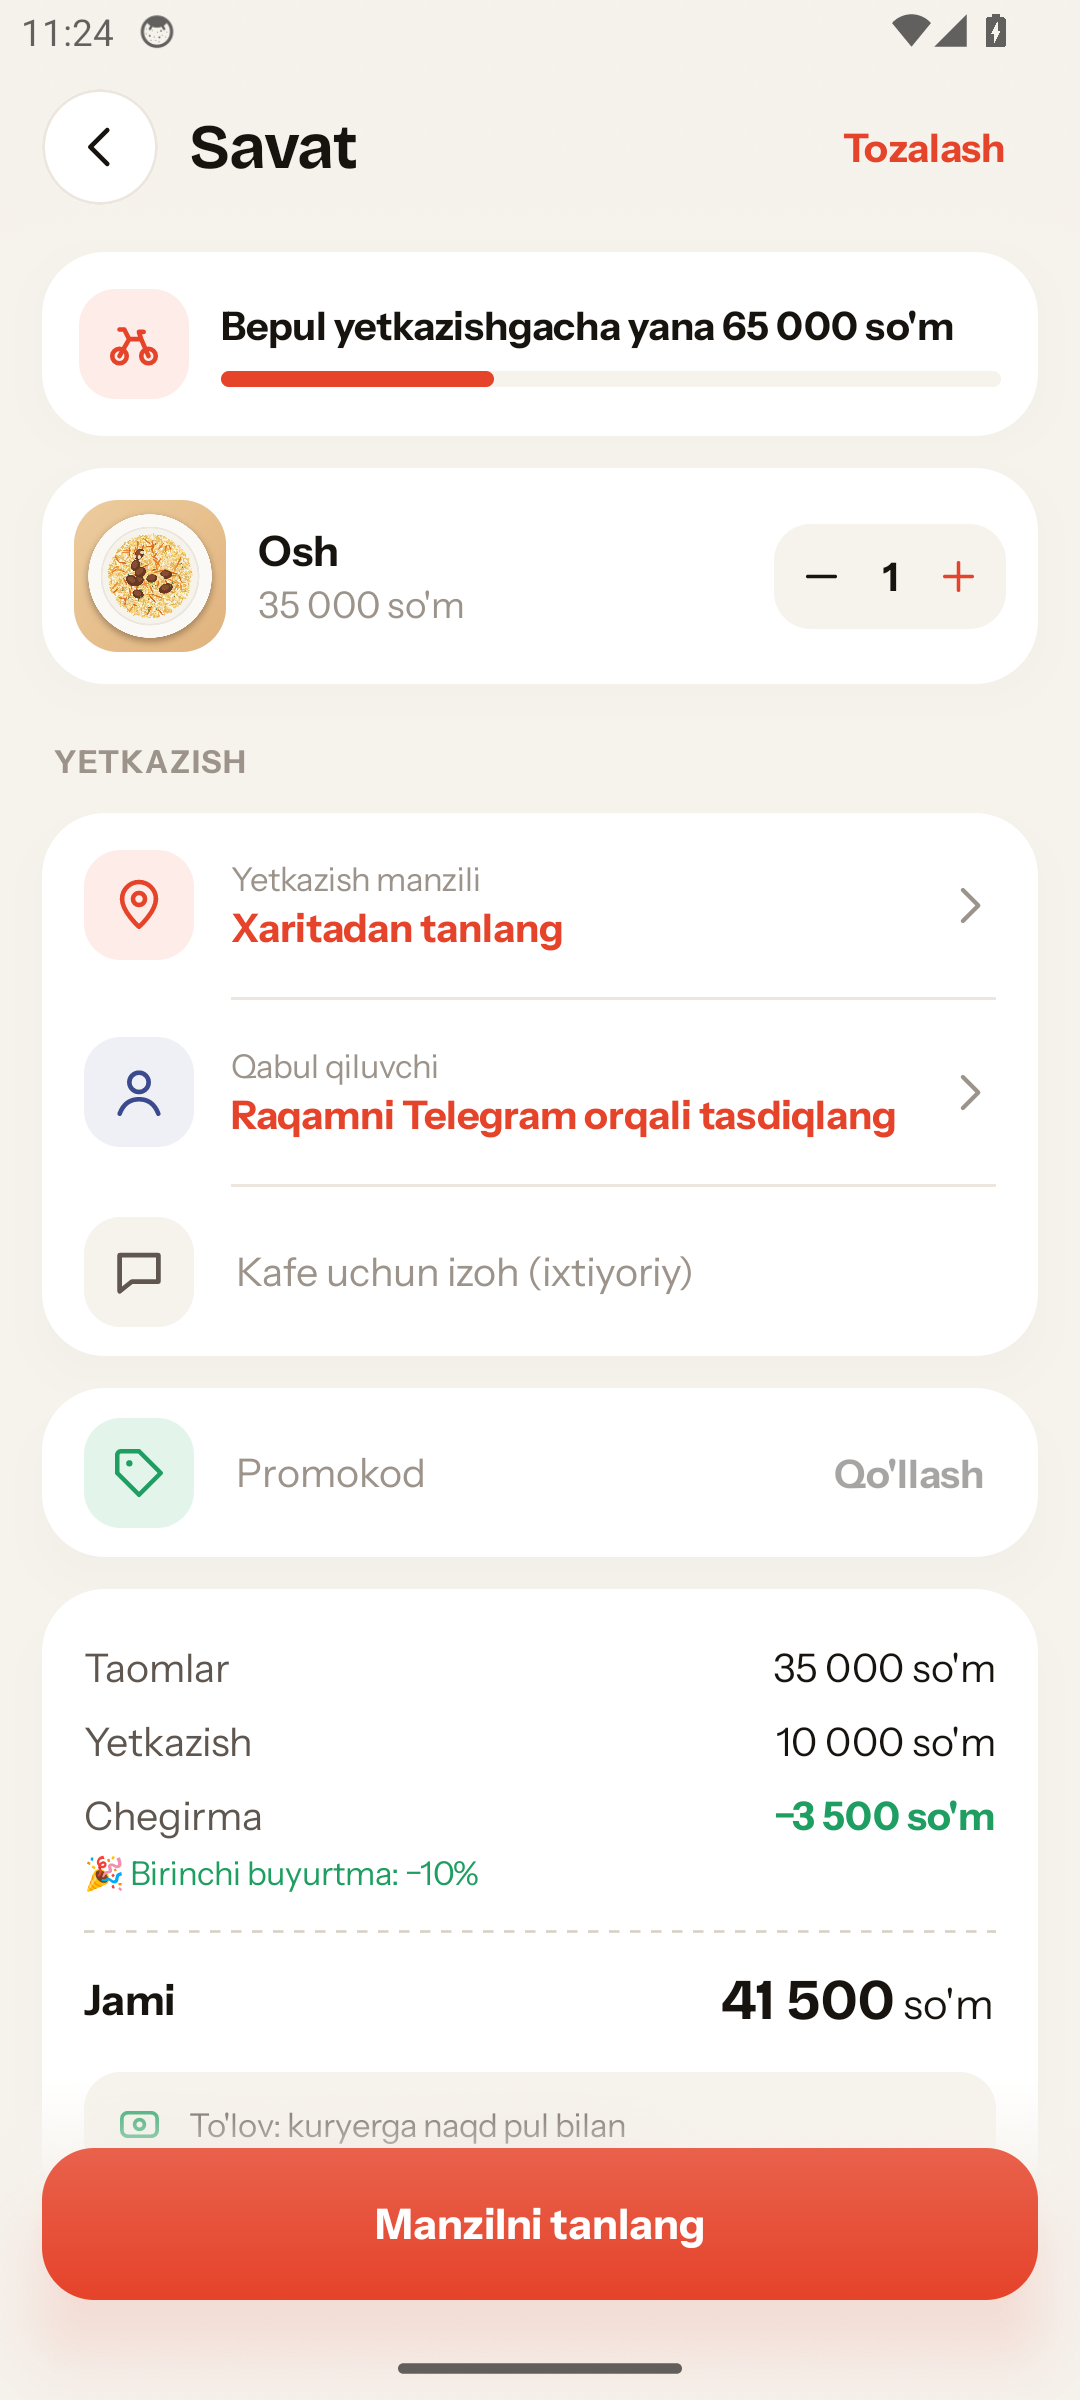 11:24
Savat
Tozalash
Bepul yetkazishgacha yana 65 000 so'm
Osh
35 000 so'm
1
YETKAZISH
Yetkazish manzili
Xaritadan tanlang
Qabul qiluvchi
Raqamni Telegram orqali tasdiqlang
Kafe uchun izoh (ixtiyoriy)
Promokod
Qo'llash
Taomlar 35 000 so'm
Yetkazish 10 000 so'm
Chegirma −3 500 so'm
🎉 Birinchi buyurtma: −10%
Jami 41 500 so'm
To'lov: kuryerga naqd pul bilan
Manzilni tanlang